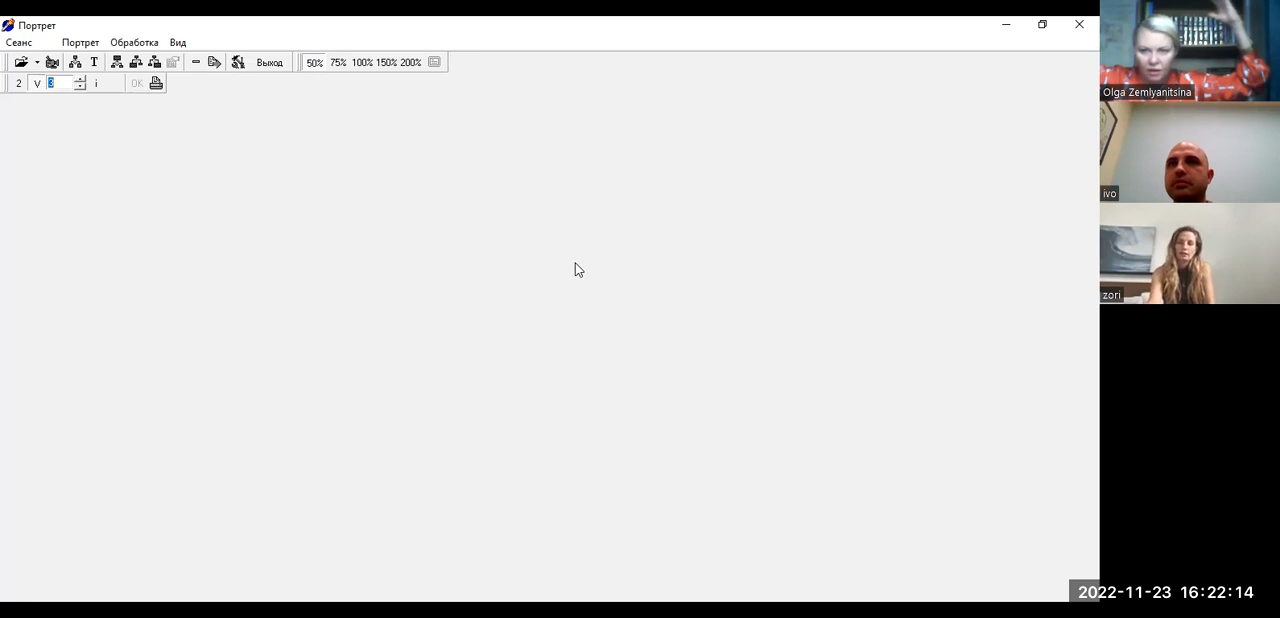 Портрет
Сеанс Портрет Обработка Вид
T Выход 50% 75% 100% 150% 200%
2 V 3 i OK
Olga Zemlyanitsina
ivo
zori
2022-11-23 16:22:14